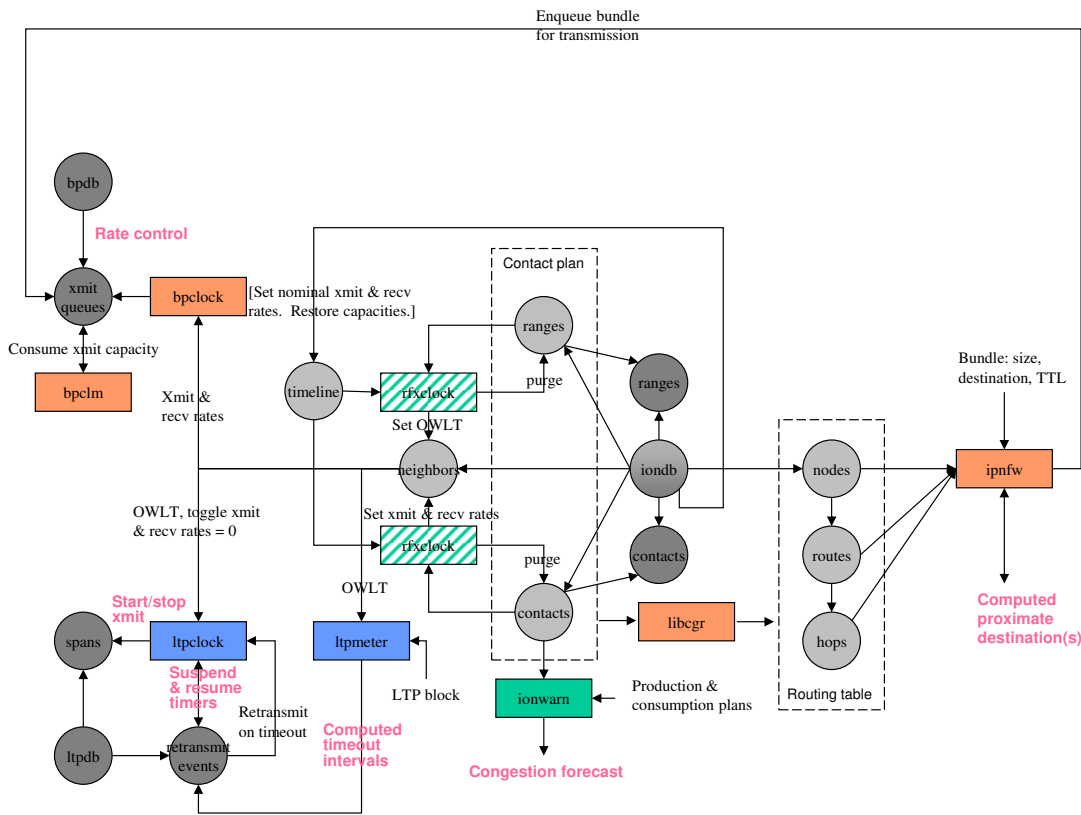 Enqueue bundle
for transmission
bpdb
Rate control
Contact plan
xmit
queues
bpclock
[Set nominal xmit & recv
rates.  Restore capacities.]
ranges
Consume xmit capacity
bpclm
Xmit &
recv rates
timeline
rfxclock
purge
ranges
Bundle: size,
destination, TTL
Set OWLT
neighbors
iondb
nodes
ipnfw
OWLT, toggle xmit
& recv rates = 0
Set xmit & recv rates
rfxclock
purge
contacts
routes
OWLT
Start/stop
xmit
contacts
libcgr
Computed
proximate
destination(s)
spans
ltpclock
ltpmeter
hops
Suspend
& resume
timers
LTP block
ionwarn
Production &
consumption plans
Routing table
Retransmit
on timeout
Computed
timeout
intervals
ltpdb
retransmit
events
Congestion forecast